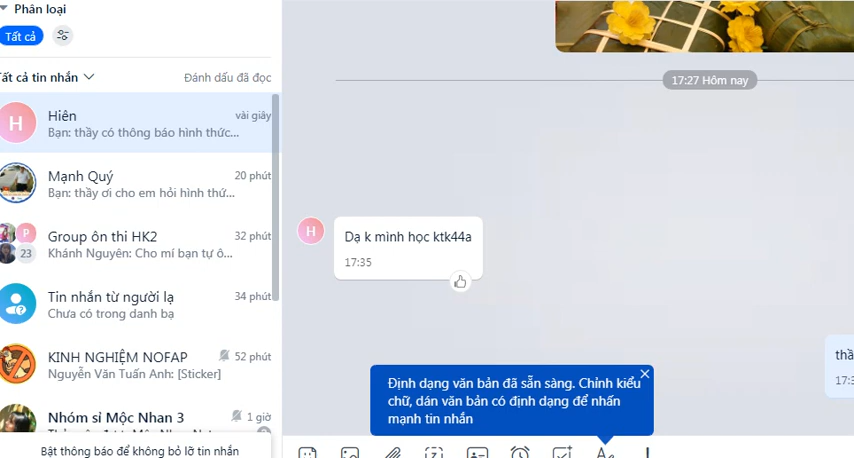 Phân loại
Tất cả
Tất cả tin nhắn
Đánh dấu đã đọc
H
Hiên
vài giây
Bạn: thầy có thông báo hình thức...
Mạnh Quý
20 phút
Bạn: thầy ơi cho em hỏi hình thứ...
P
23
Group ôn thi HK2
32 phút
Khánh Nguyên: Cho mí bạn tự ô...
Tin nhắn từ người lạ
34 phút
Chưa có trong danh bạ
KINH NGHIỆM NOFAP
52 phút
Nguyễn Văn Tuấn Anh: [Sticker]
Nhóm sỉ Mộc Nhan 3
1 giờ
Bật thông báo để không bỏ lỡ tin nhắn
17:27 Hôm nay
H
Dạ k mình học ktk44a
17:35
Định dạng văn bản đã sẵn sàng. Chỉnh kiểu
chữ, dán văn bản có định dạng để nhấn
mạnh tin nhắn